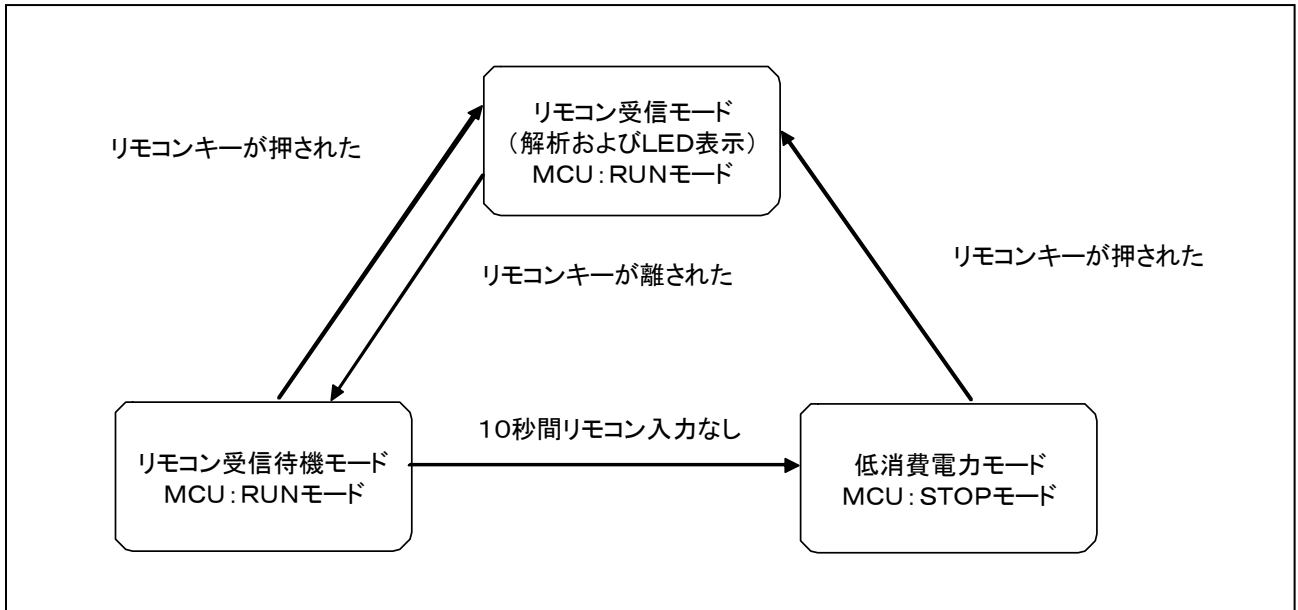 リモコン受信モード
（解析およびLED表示）
MCU：RUNモード
リモコンキーが押された
リモコンキーが押された
リモコンキーが離された
10秒間リモコン入力なし
リモコン受信待機モード
MCU：RUNモード
低消費電力モード
MCU：STOPモード